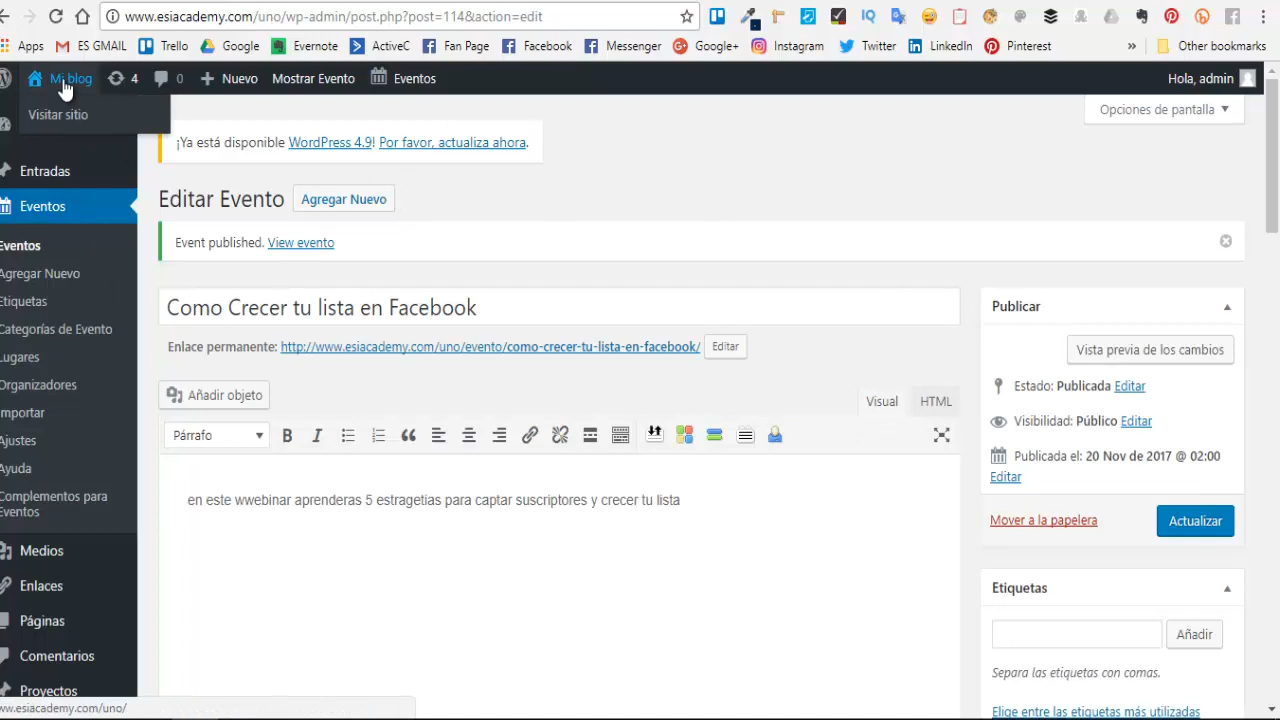 www.esiacademy.com/uno/wp-admin/post.php?post=114&action=edit
Apps ES GMAIL Trello Google Evernote ActiveC Fan Page Facebook Messenger Google+ Instagram Twitter LinkedIn Pinterest » Other bookmarks
Mi blog 4 0 Nuevo Mostrar Evento Eventos Hola, admin
Visitar sitio
Opciones de pantalla
¡Ya está disponible WordPress 4.9! Por favor, actualiza ahora.
Entradas
Eventos
Eventos
Agregar Nuevo
Etiquetas
Categorías de Evento
Lugares
Organizadores
Importar
Ajustes
Ayuda
Complementos para
Eventos
Medios
Enlaces
Páginas
Comentarios
Proyectos
ww.esiacademy.com/uno/
Editar Evento Agregar Nuevo
Event published. View evento
Como Crecer tu lista en Facebook
Enlace permanente: http://www.esiacademy.com/uno/evento/como-crecer-tu-lista-en-facebook/ Editar
Añadir objeto
Visual HTML
Párrafo B I
en este wwebinar aprenderas 5 estragetias para captar suscriptores y crecer tu lista
Publicar
Vista previa de los cambios
Estado: Publicada Editar
Visibilidad: Público Editar
Publicada el: 20 Nov de 2017 @ 02:00
Editar
Mover a la papelera Actualizar
Etiquetas
Añadir
Separa las etiquetas con comas.
Elige entre las etiquetas más utilizadas